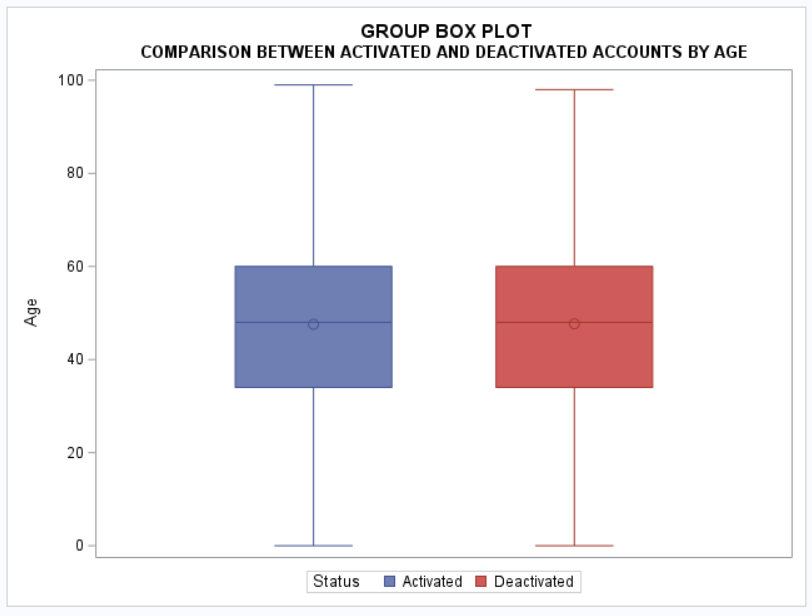 GROUP BOX PLOT
COMPARISON BETWEEN ACTIVATED AND DEACTIVATED ACCOUNTS BY AGE
100
80
60
40
20
0
Age
Status Activated Deactivated